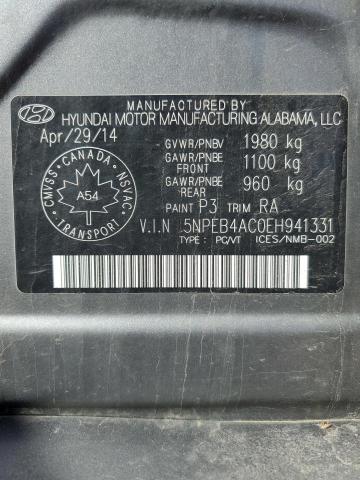 MANUFACTURED BY
HYUNDAI MOTOR MANUFACTURING ALABAMA, LLC
Apr/29/14
GVWR/PNBV 1980 kg
GAWR/PNBE FRONT 1100 kg
GAWR/PNBE REAR 960 kg
PAINT P3 TRIM RA
V.I.N 5NPEB4AC0EH941331
TYPE: PC/VT ICES/NMB-002
CANADA
CMVSS NSVAC
A54
TRANSPORT